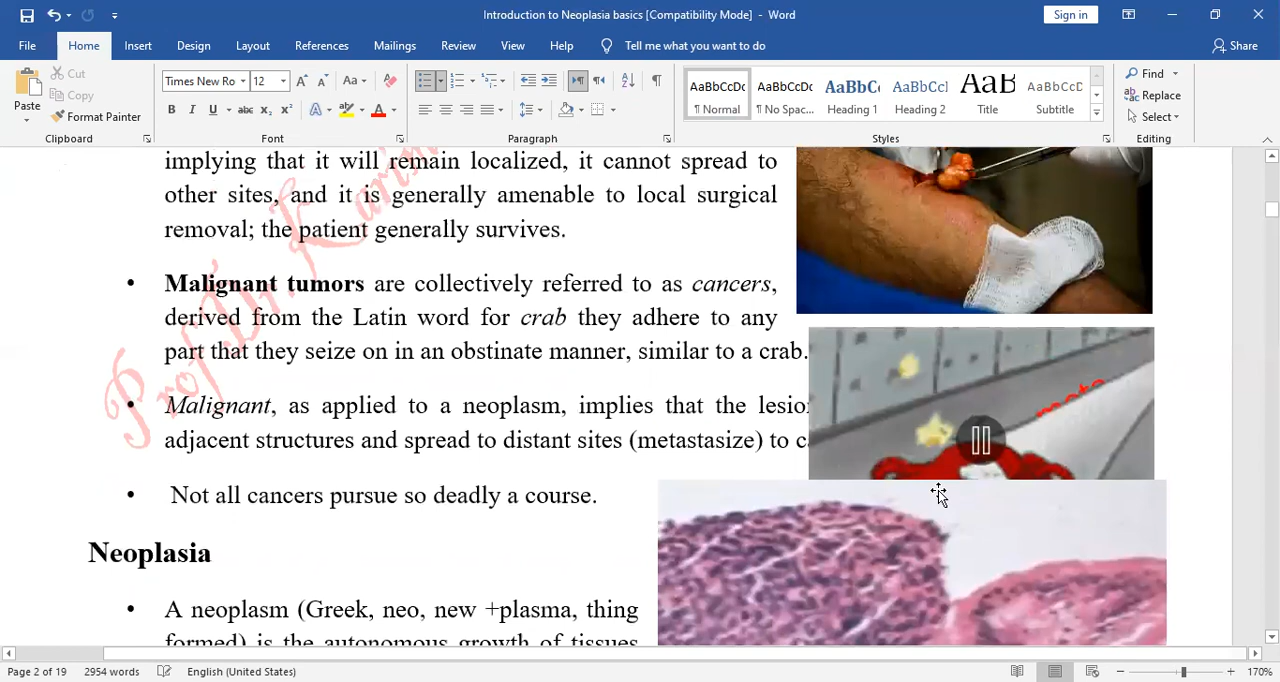 Introduction to Neoplasia basics [Compatibility Mode] - Word
Sign in
File Home Insert Design Layout References Mailings Review View Help Tell me what you want to do Share
Paste
Cut
Copy
Format Painter
Clipboard
Times New Ro 12 Aa
B I U abc x₂ x² A
Font
Paragraph
AaBbCcDc AaBbCcDc AaBbC AaBbCcl AaB AaBbCcD
¶ Normal ¶ No Spac... Heading 1 Heading 2 Title Subtitle
Styles
Find
Replace
Select
Editing
implying that it will remain localized, it cannot spread to
other sites, and it is generally amenable to local surgical
removal; the patient generally survives.
• Malignant tumors are collectively referred to as cancers,
derived from the Latin word for crab they adhere to any
part that they seize on in an obstinate manner, similar to a crab.
• Malignant, as applied to a neoplasm, implies that the
adjacent structures and spread to distant sites (metastasize) to
• Not all cancers pursue so deadly a course.
Neoplasia
• A neoplasm (Greek, neo, new +plasma, thing
formed) is the autonomous growth of tissues
Prof Dr. Karim
Page 2 of 19 2954 words English (United States) 170%